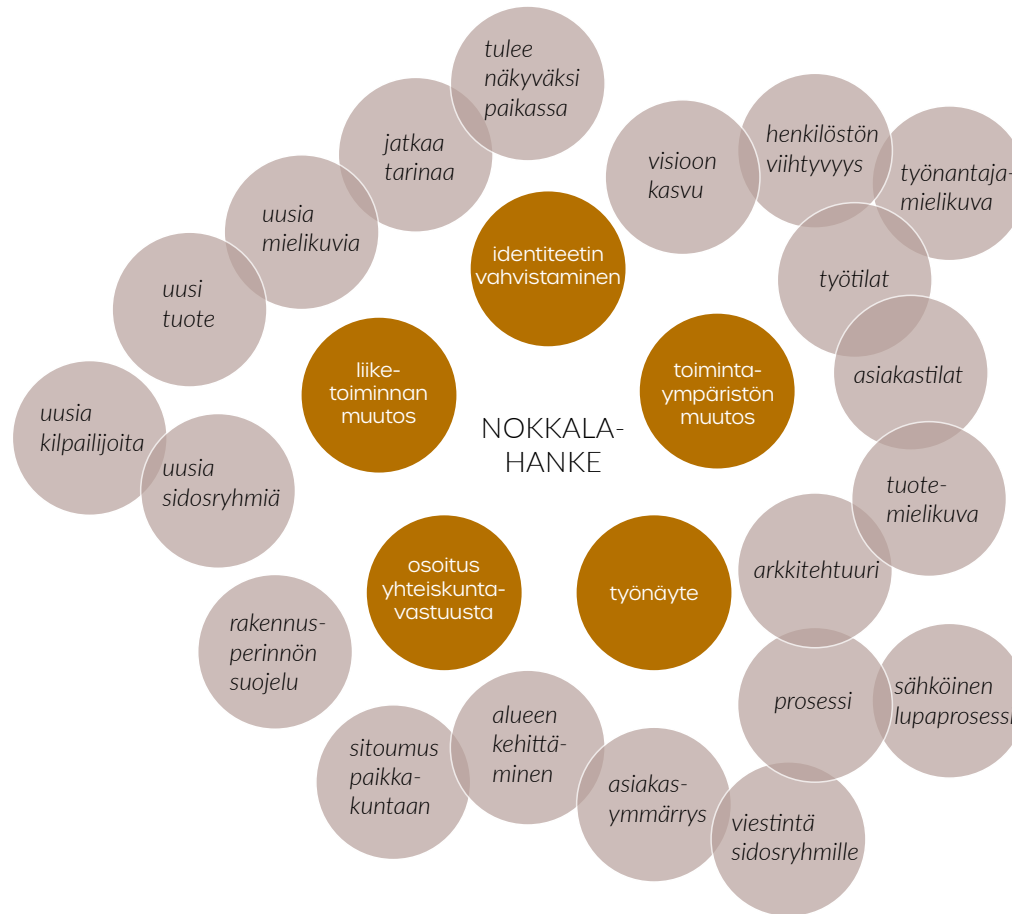 tulee
näkyväksi
paikassa
jatkaa
tarinaa
uusia
mielikuvia
uusi
tuote
uusia
kilpailijoita
uusia
sidosryhmiä
visioon
kasvu
henkilöstön
viihtyvyys
työnantaja-
mielikuva
työtilat
asiakastilat
tuote-
mielikuva
arkkitehtuuri
prosessi
sähköinen
lupaprosessi
viestintä
sidosryhmille
asiakas-
ymmärrys
alueen
kehittä-
minen
sitoumus
paikka-
kuntaan
rakennus-
perinnön
suojelu
identiteetin
vahvistaminen
liike-
toiminnan
muutos
toiminta-
ympäristön
muutos
NOKKALA-
HANKE
osoitus
yhteiskunta-
vastuusta
työnäyte